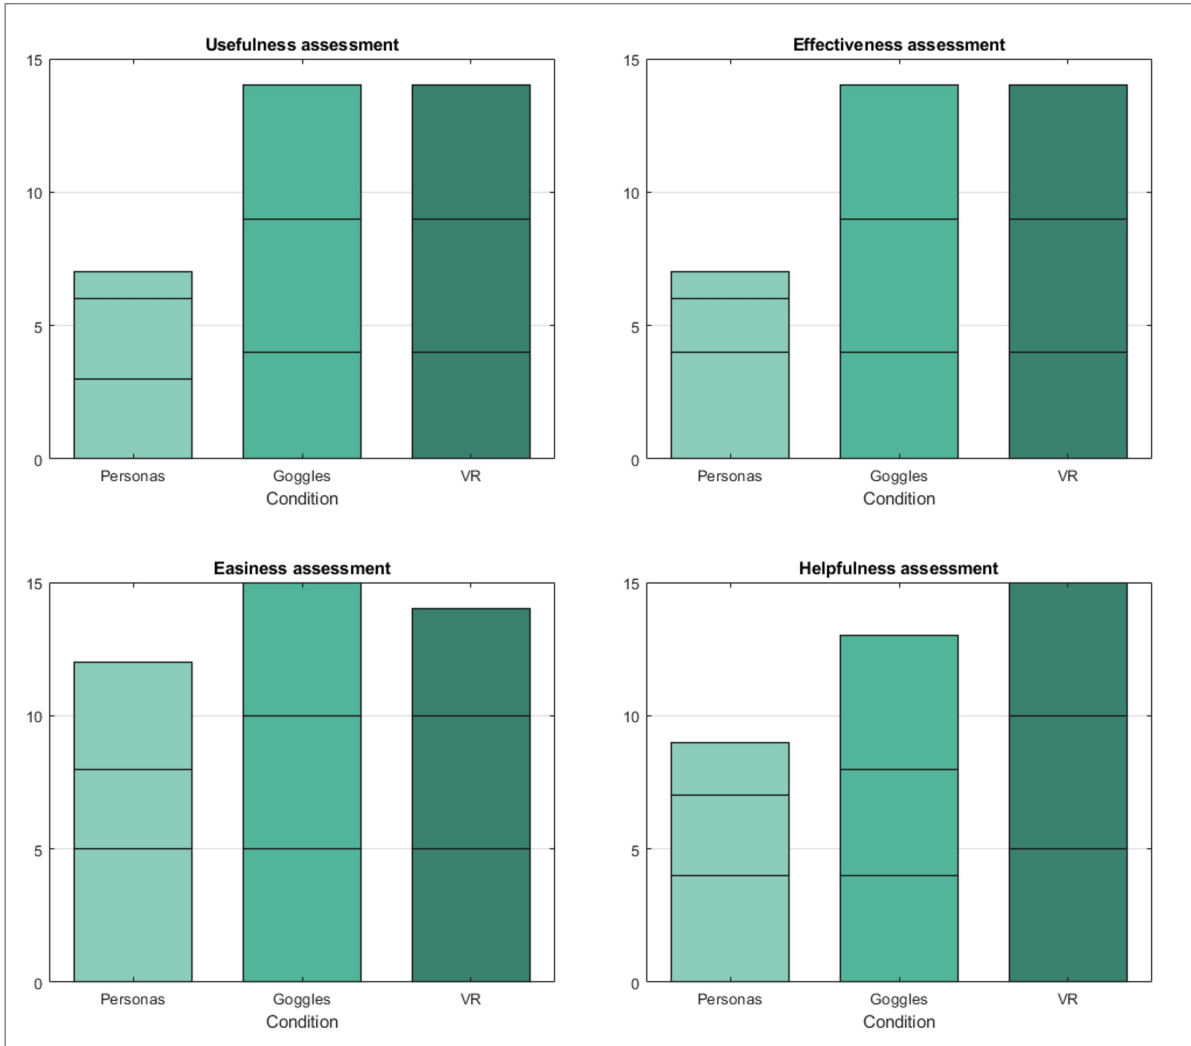 Usefulness assessment
15
10
5
0
Personas Goggles VR
Condition
Effectiveness assessment
15
10
5
0
Personas Goggles VR
Condition
Easiness assessment
15
10
5
0
Personas Goggles VR
Condition
Helpfulness assessment
15
10
5
0
Personas Goggles VR
Condition